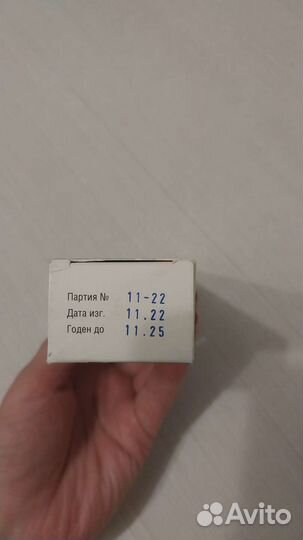 Партия № 11-22
Дата изг. 11.22
Годен до 11.25
Avito